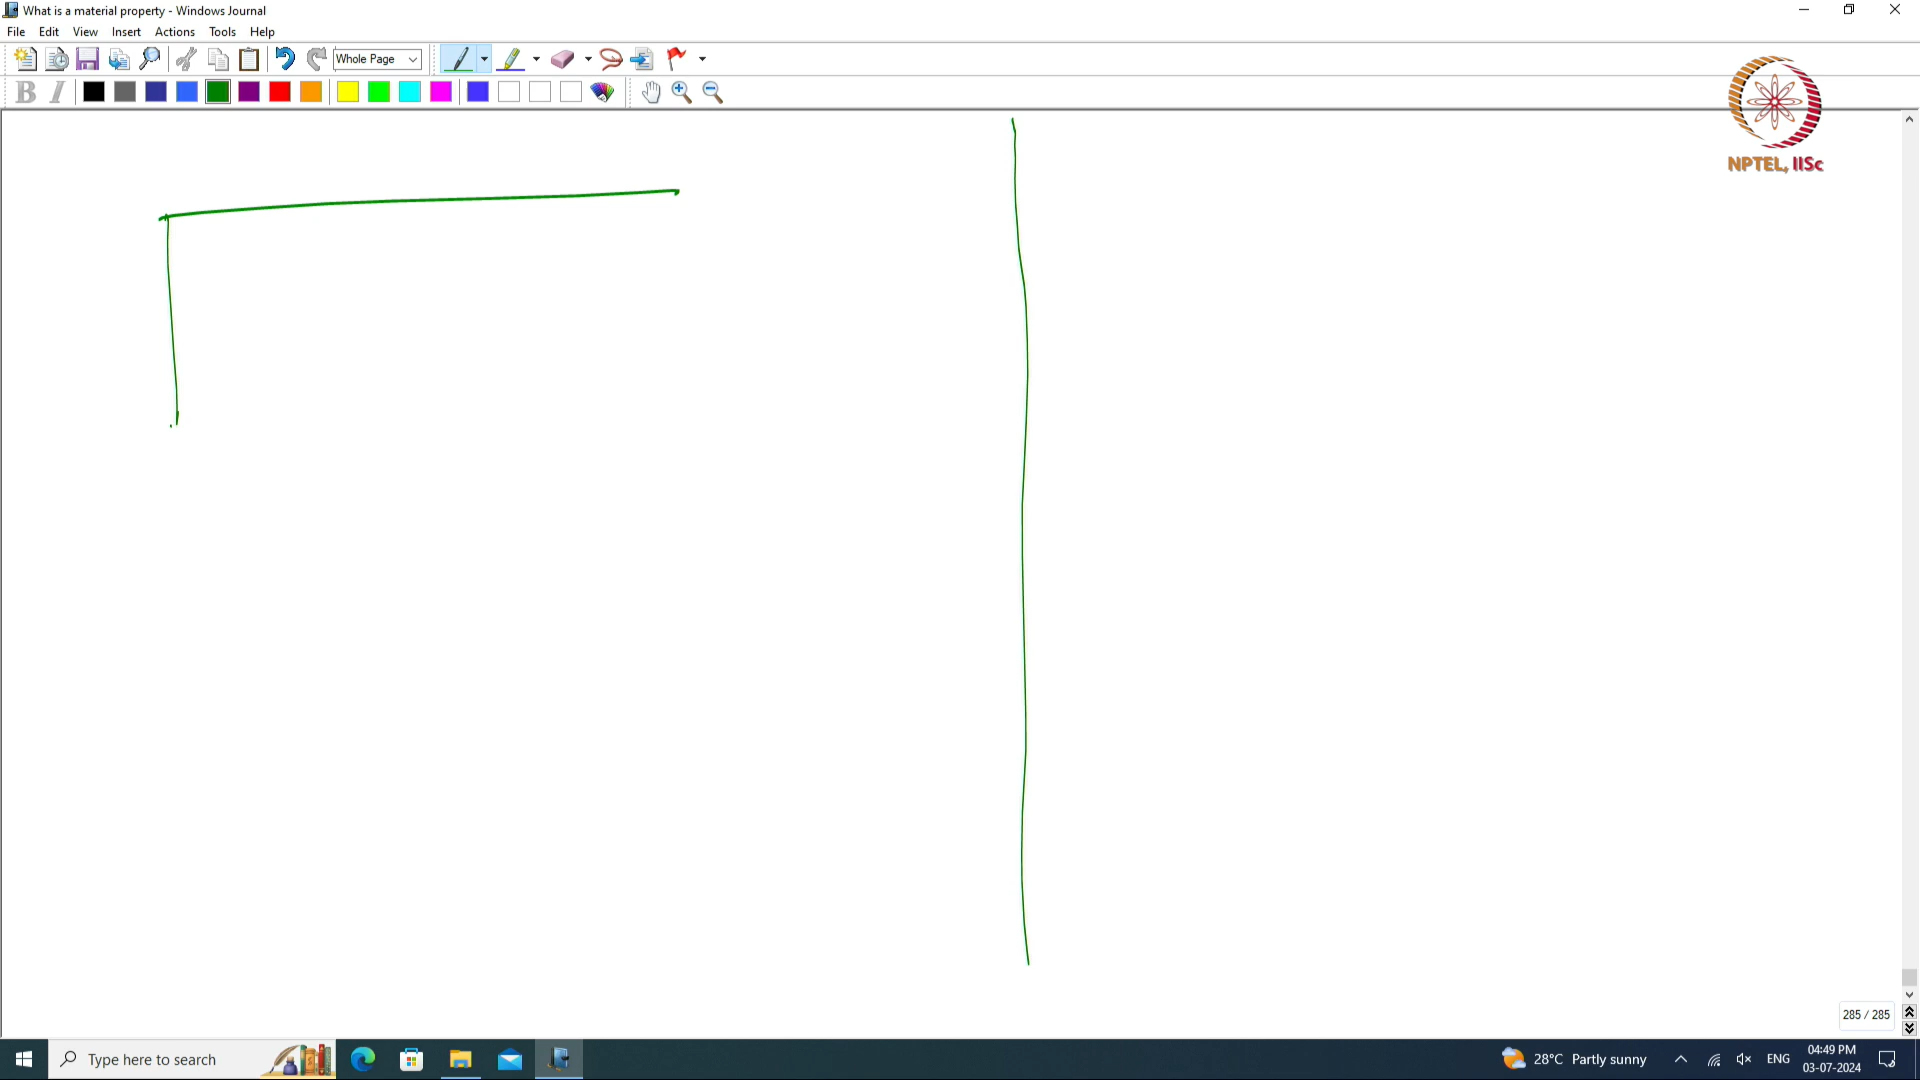 What is a material property - Windows Journal
File Edit View Insert Actions Tools Help
Whole Page
B I
NPTEL, IISc
285 / 285
Type here to search
28°C Partly sunny
ENG
04:49 PM
03-07-2024